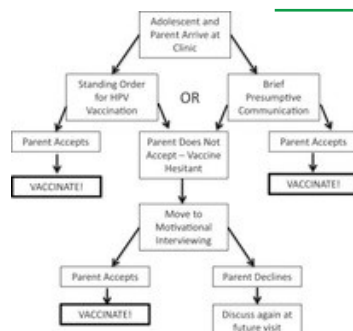 Adolescent and
Parent Arrive at
Clinic
Standing Order
for HPV
Vaccination
OR
Brief
Presumptive
Communication
Parent Accepts
Parent Does Not
Accept – Vaccine
Hesitant
Parent Accepts
VACCINATE!
VACCINATE!
Move to
Motivational
Interviewing
Parent Accepts
Parent Declines
VACCINATE!
Discuss again at
future visit